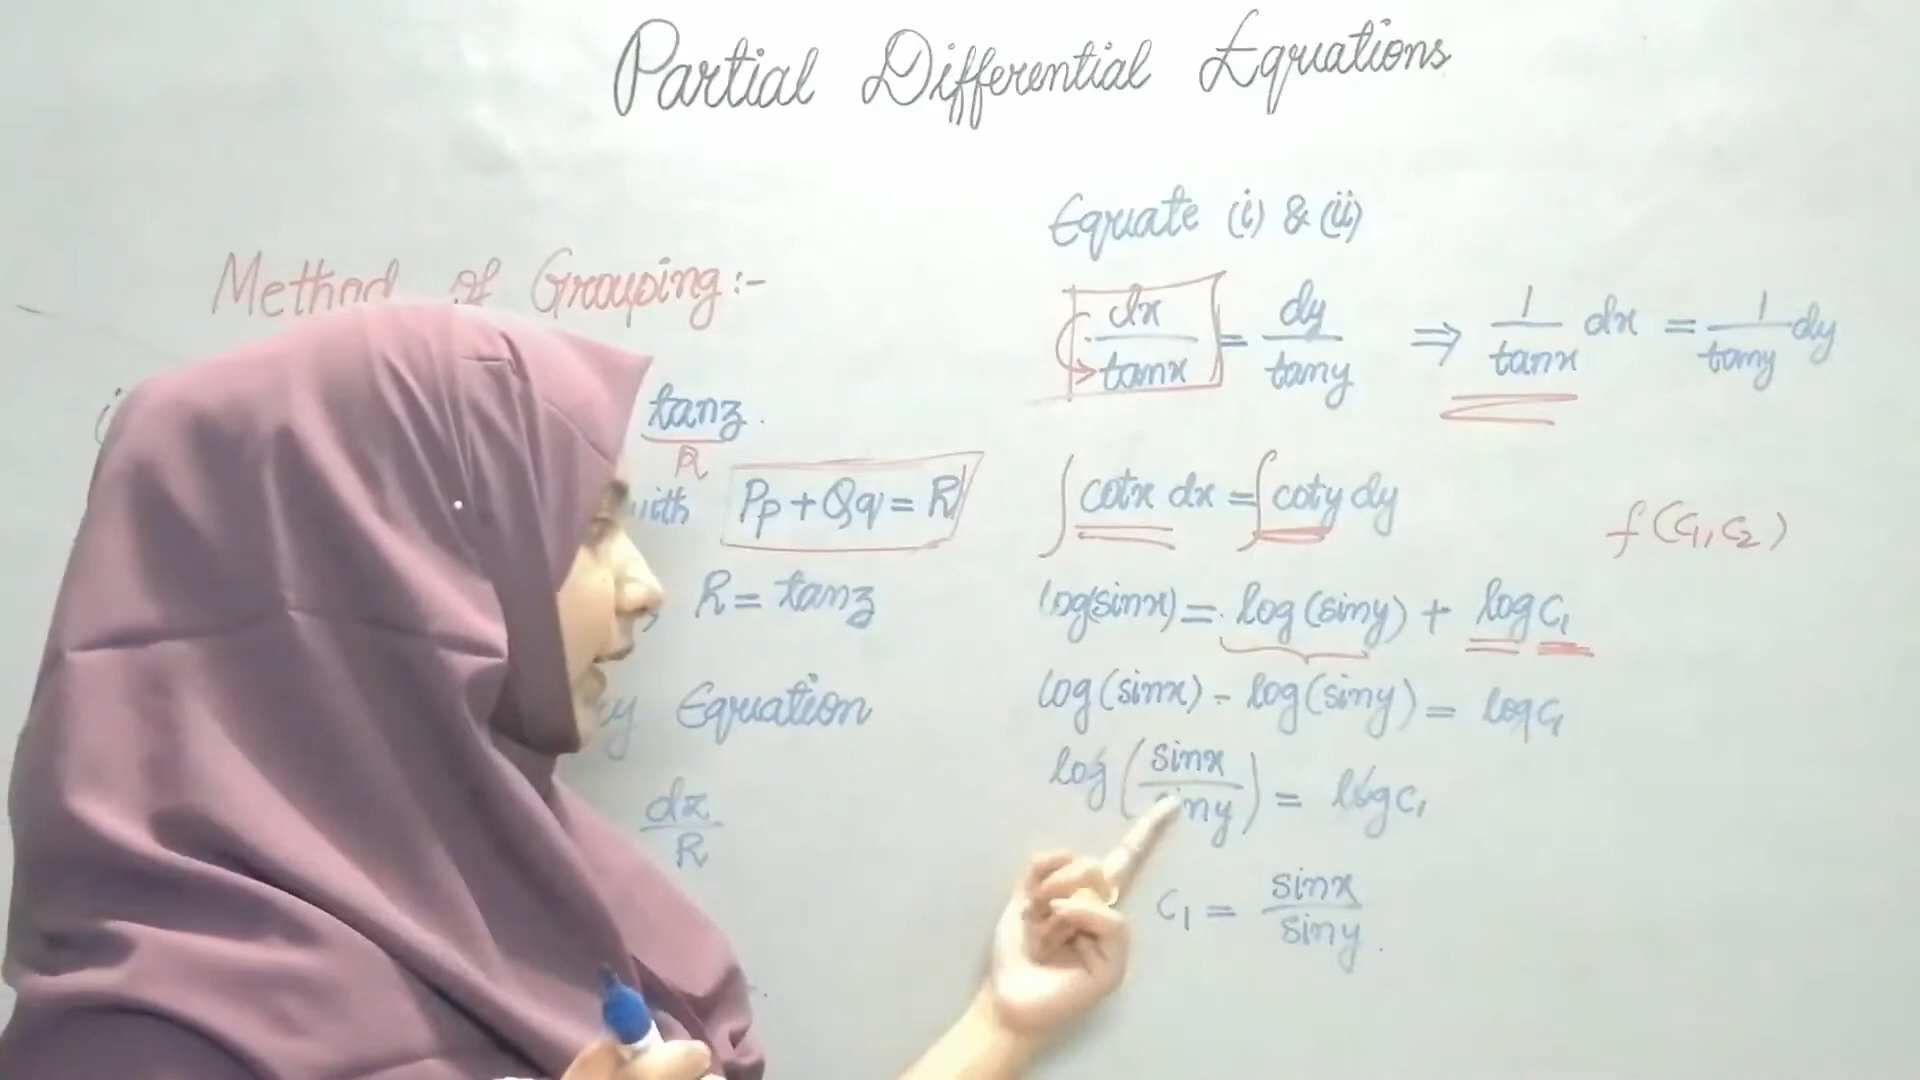 Partial Differential Equations
Method of Grouping :-
tanz.
R
with Pp + Qq = R
R = tanz
Equation
dz/R
Equate (i) & (ii)
dx/tanx = dy/tany ⇒ 1/tanx dx = 1/tany dy
∫ cotx dx = ∫ coty dy
f(c₁, c₂)
log(sinx) = log(siny) + log c₁
log(sinx) - log(siny) = log c₁
log(sinx/siny) = log c₁
c₁ = sinx/siny.